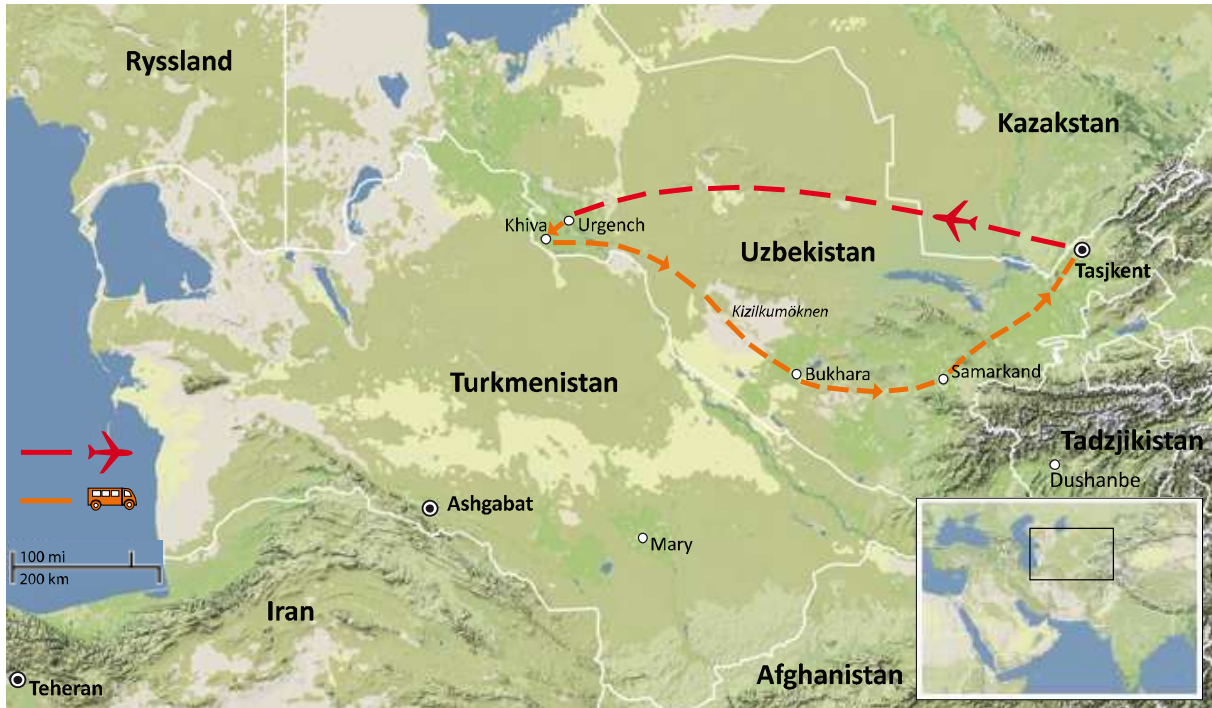 Ryssland
Kazakstan
Khiva
Urgench
Uzbekistan
Tasjkent
Kizilkumöknen
Bukhara
Samarkand
Turkmenistan
Tadzjikistan
Dushanbe
Ashgabat
Mary
100 mi
200 km
Iran
Afghanistan
Teheran